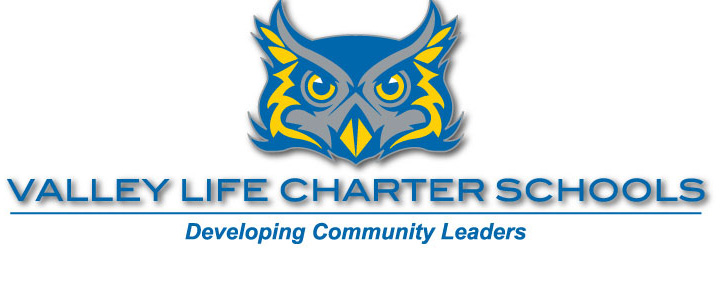 VALLEY LIFE CHARTER SCHOOLS
Developing Community Leaders